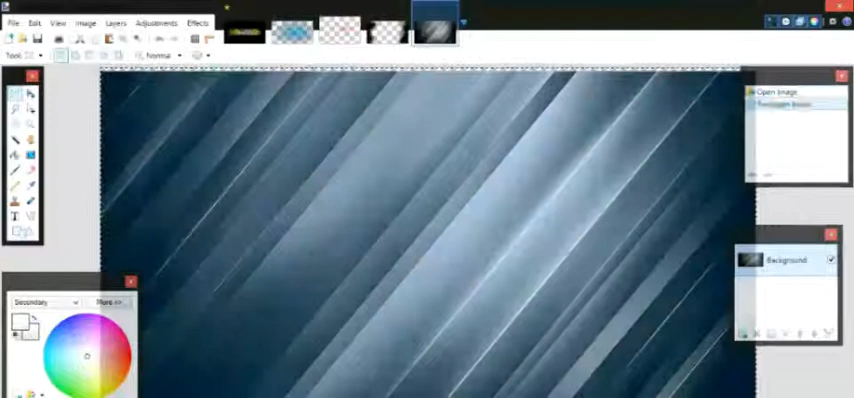 File Edit View Image Layers Adjustments Effects
Tool: Normal
Open Image
Background
Secondary More >>